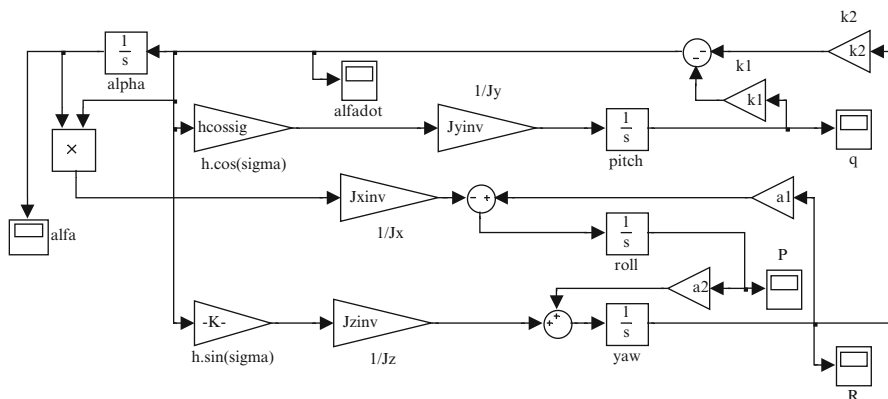 k2
1
s
k2
k1
alpha
1/Jy
k1
alfadot
hcossig
Jyinv
1
s
×
h.cos(sigma)
pitch
q
Jxinv
- +
a1
alfa
1/Jx
1
s
roll
P
a2
-K-
Jzinv
+
+
1
s
h.sin(sigma)
1/Jz
yaw
R